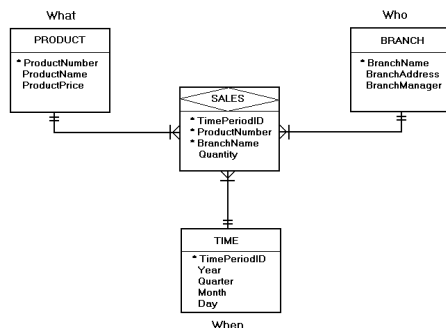 What
PRODUCT
* ProductNumber
ProductName
ProductPrice
Who
BRANCH
* BranchName
BranchAddress
BranchManager
SALES
* TimePeriodID
* ProductNumber
* BranchName
Quantity
TIME
* TimePeriodID
Year
Quarter
Month
Day
When